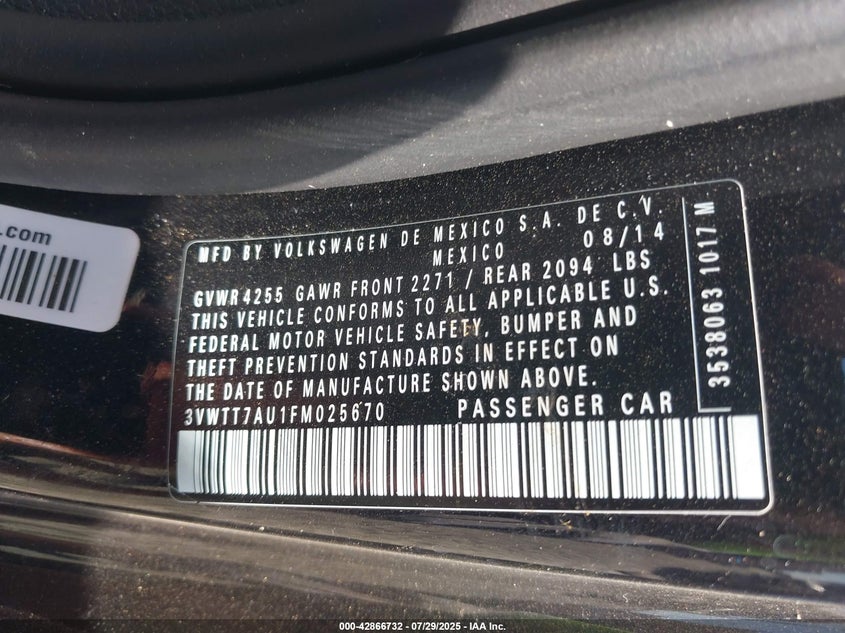 .com
MFD BY VOLKSWAGEN DE MEXICO S.A. DE C.V.
MEXICO 08/14
GVWR4255 GAWR FRONT 2271 / REAR 2094 LBS
THIS VEHICLE CONFORMS TO ALL APPLICABLE U.S.
FEDERAL MOTOR VEHICLE SAFETY, BUMPER AND
THEFT PREVENTION STANDARDS IN EFFECT ON
THE DATE OF MANUFACTURE SHOWN ABOVE.
3VWTT7AU1FM025670 PASSENGER CAR
3538063 1017 M
000-42866732 - 07/29/2025 - IAA Inc.